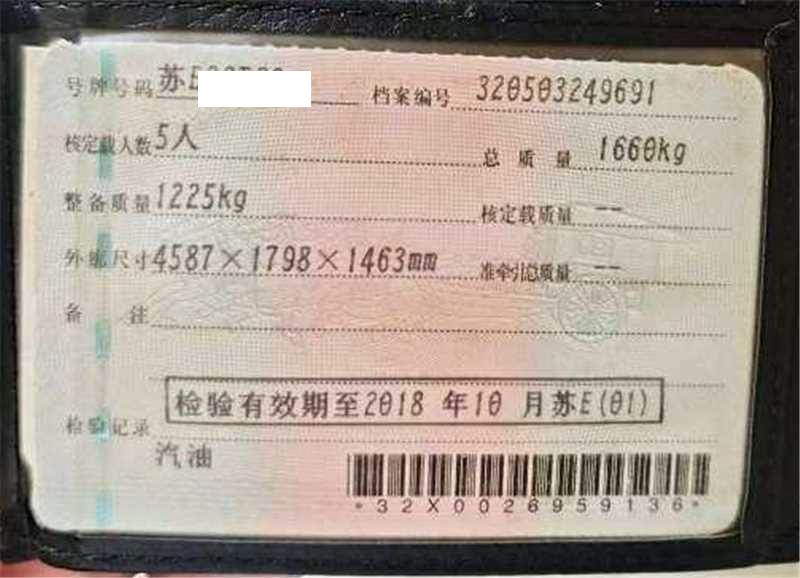 号牌号码 苏E 档案编号 320503249691
核定载人数 5人 总质量 1660kg
整备质量 1225kg 核定载质量 --
外廓尺寸 4587×1798×1463mm 准牵引总质量 --
备注
检验有效期至2018 年10 月苏E(01)
检验记录
汽油
*32X0026959136*